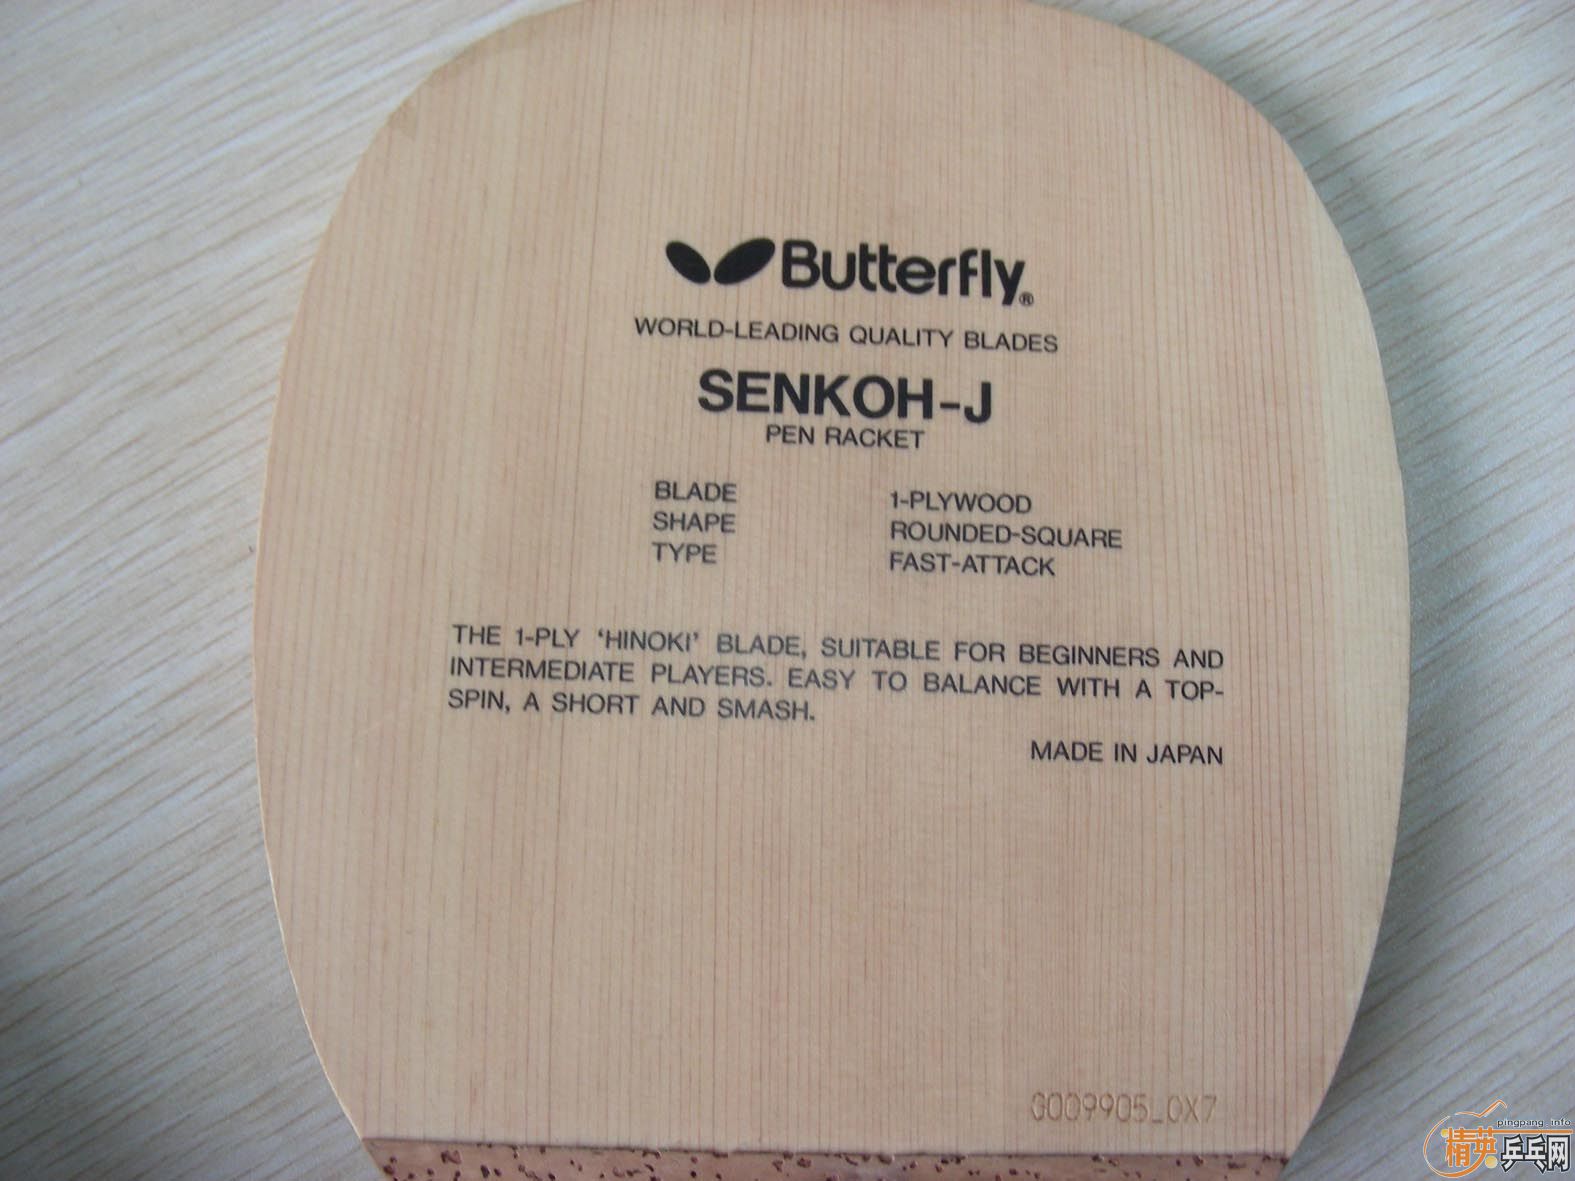 Butterfly®
WORLD-LEADING QUALITY BLADES
SENKOH-J
PEN RACKET
BLADE 1-PLYWOOD
SHAPE ROUNDED-SQUARE
TYPE FAST-ATTACK
THE 1-PLY ‘HINOKI’ BLADE, SUITABLE FOR BEGINNERS AND
INTERMEDIATE PLAYERS. EASY TO BALANCE WITH A TOP-
SPIN, A SHORT AND SMASH.
MADE IN JAPAN
G009905_0X7
pingpang.info
精英乒乓网